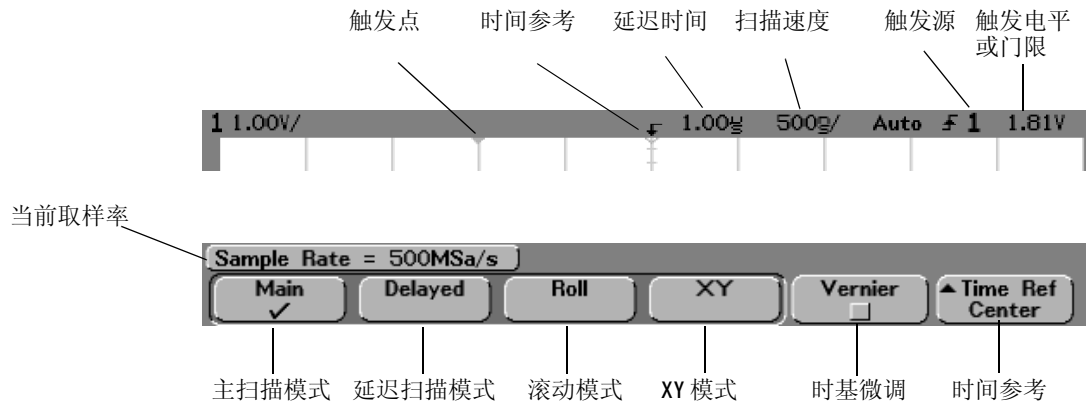 触发点 时间参考 延迟时间 扫描速度 触发源 触发电平
或门限
1 1.00V/ 1.00µs 500ns/ Auto 1 1.81V
当前取样率
Sample Rate = 500MSa/s
Main Delayed Roll XY Vernier Time Ref
Center
主扫描模式 延迟扫描模式 滚动模式 XY 模式 时基微调 时间参考